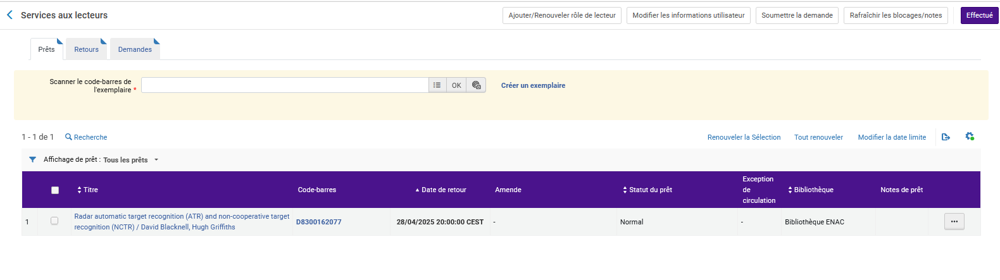 Services aux lecteurs
Ajouter/Renouveler rôle de lecteur
Modifier les informations utilisateur
Soumettre la demande
Rafraîchir les blocages/notes
Effectué
Prêts
Retours
Demandes
Scanner le code-barres de
l'exemplaire *
OK
Créer un exemplaire
1 - 1 de 1
Recherche
Renouveler la Sélection
Tout renouveler
Modifier la date limite
Affichage de prêt : Tous les prêts
Titre
Code-barres
Date de retour
Amende
Statut du prêt
Exception
de
circulation
Bibliothèque
Notes de prêt
1
Radar automatic target recognition (ATR) and non-cooperative target
recognition (NCTR) / David Blacknell, Hugh Griffiths
D8300162077
28/04/2025 20:00:00 CEST
-
Normal
-
Bibliothèque ENAC
...